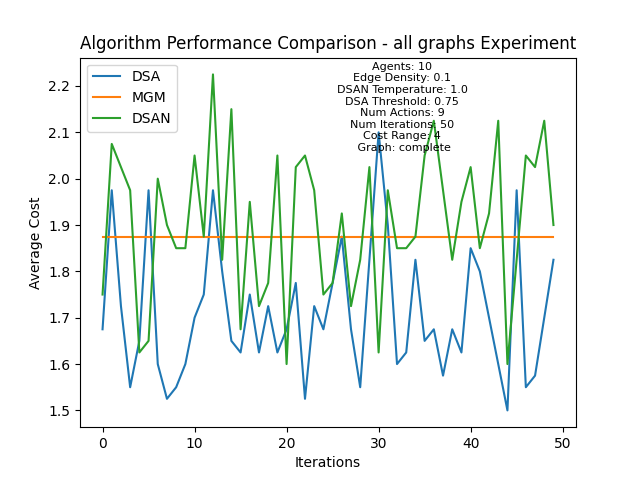 Algorithm Performance Comparison - all graphs Experiment
DSA
MGM
DSAN
Agents: 10
Edge Density: 0.1
DSAN Temperature: 1.0
DSA Threshold: 0.75
Num Actions: 9
Num Iterations: 50
Cost Range: 4
Graph: complete
Average Cost
2.2
2.1
2.0
1.9
1.8
1.7
1.6
1.5
0
10
20
30
40
50
Iterations